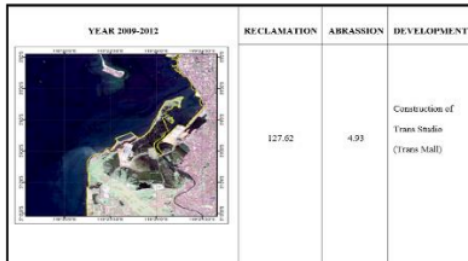 YEAR 2009-2012 RECLAMATION ABRASSION DEVELOPMENT
127.62 4.93 Construction of
Trans Studio
(Trans Mall)